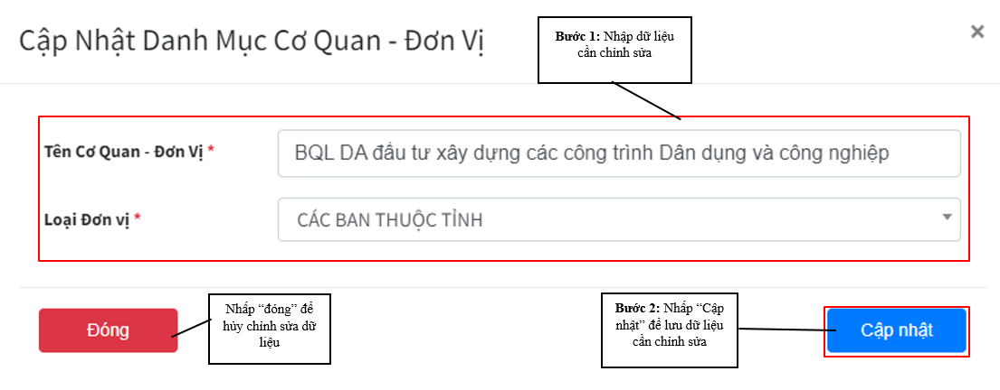 Cập Nhật Danh Mục Cơ Quan - Đơn Vị
×
Bước 1: Nhập dữ liệu
cần chỉnh sửa
Tên Cơ Quan - Đơn Vị *
BQL DA đầu tư xây dựng các công trình Dân dụng và công nghiệp
Loại Đơn vị *
CÁC BAN THUỘC TỈNH
Đóng
Nhấp “đóng” để
hủy chỉnh sửa dữ
liệu
Bước 2: Nhấp “Cập
nhật” để lưu dữ liệu
cần chỉnh sửa
Cập nhật